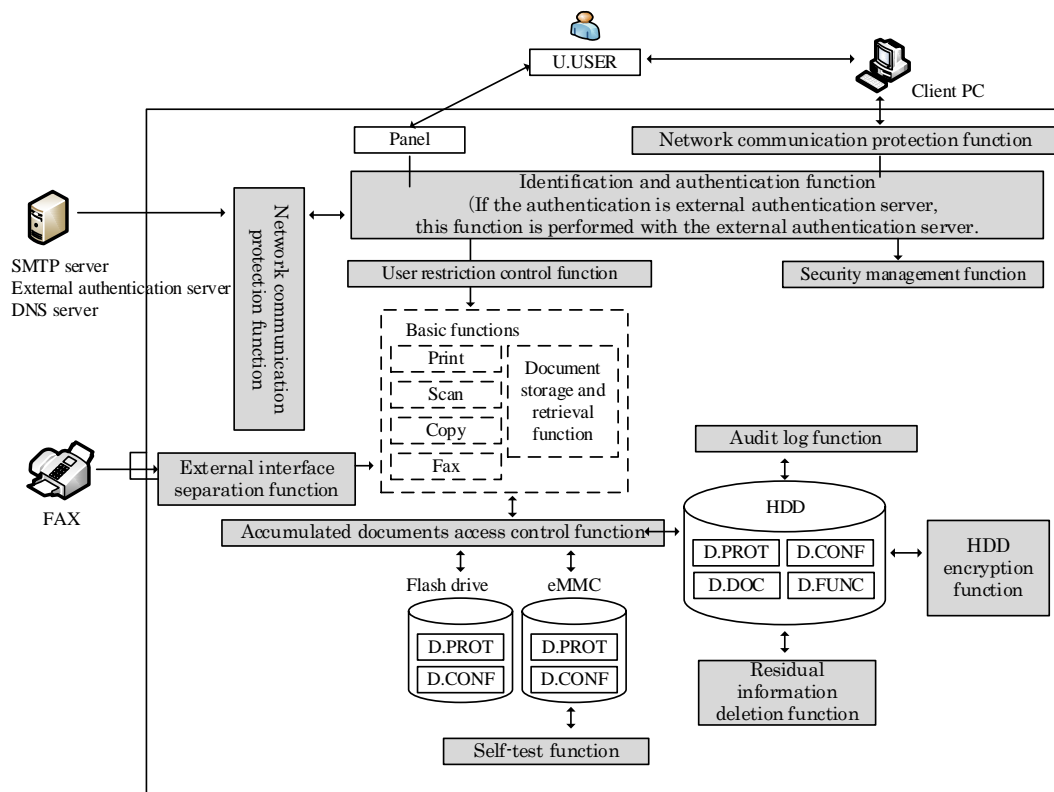 U.USER
Client PC
Panel
Network communication protection function
Identification and authentication function
(If the authentication is external authentication server,
this function is performed with the external authentication server.
Network communication
protection function
SMTP server
External authentication server
DNS server
User restriction control function
Security management function
Basic functions
Print
Scan
Copy
Fax
Document
storage and
retrieval
function
Audit log function
External interface
separation function
FAX
HDD
D.PROT
D.CONF
D.DOC
D.FUNC
HDD
encryption
function
Accumulated documents access control function
Flash drive
eMMC
D.PROT
D.CONF
D.PROT
D.CONF
Residual
information
deletion function
Self-test function